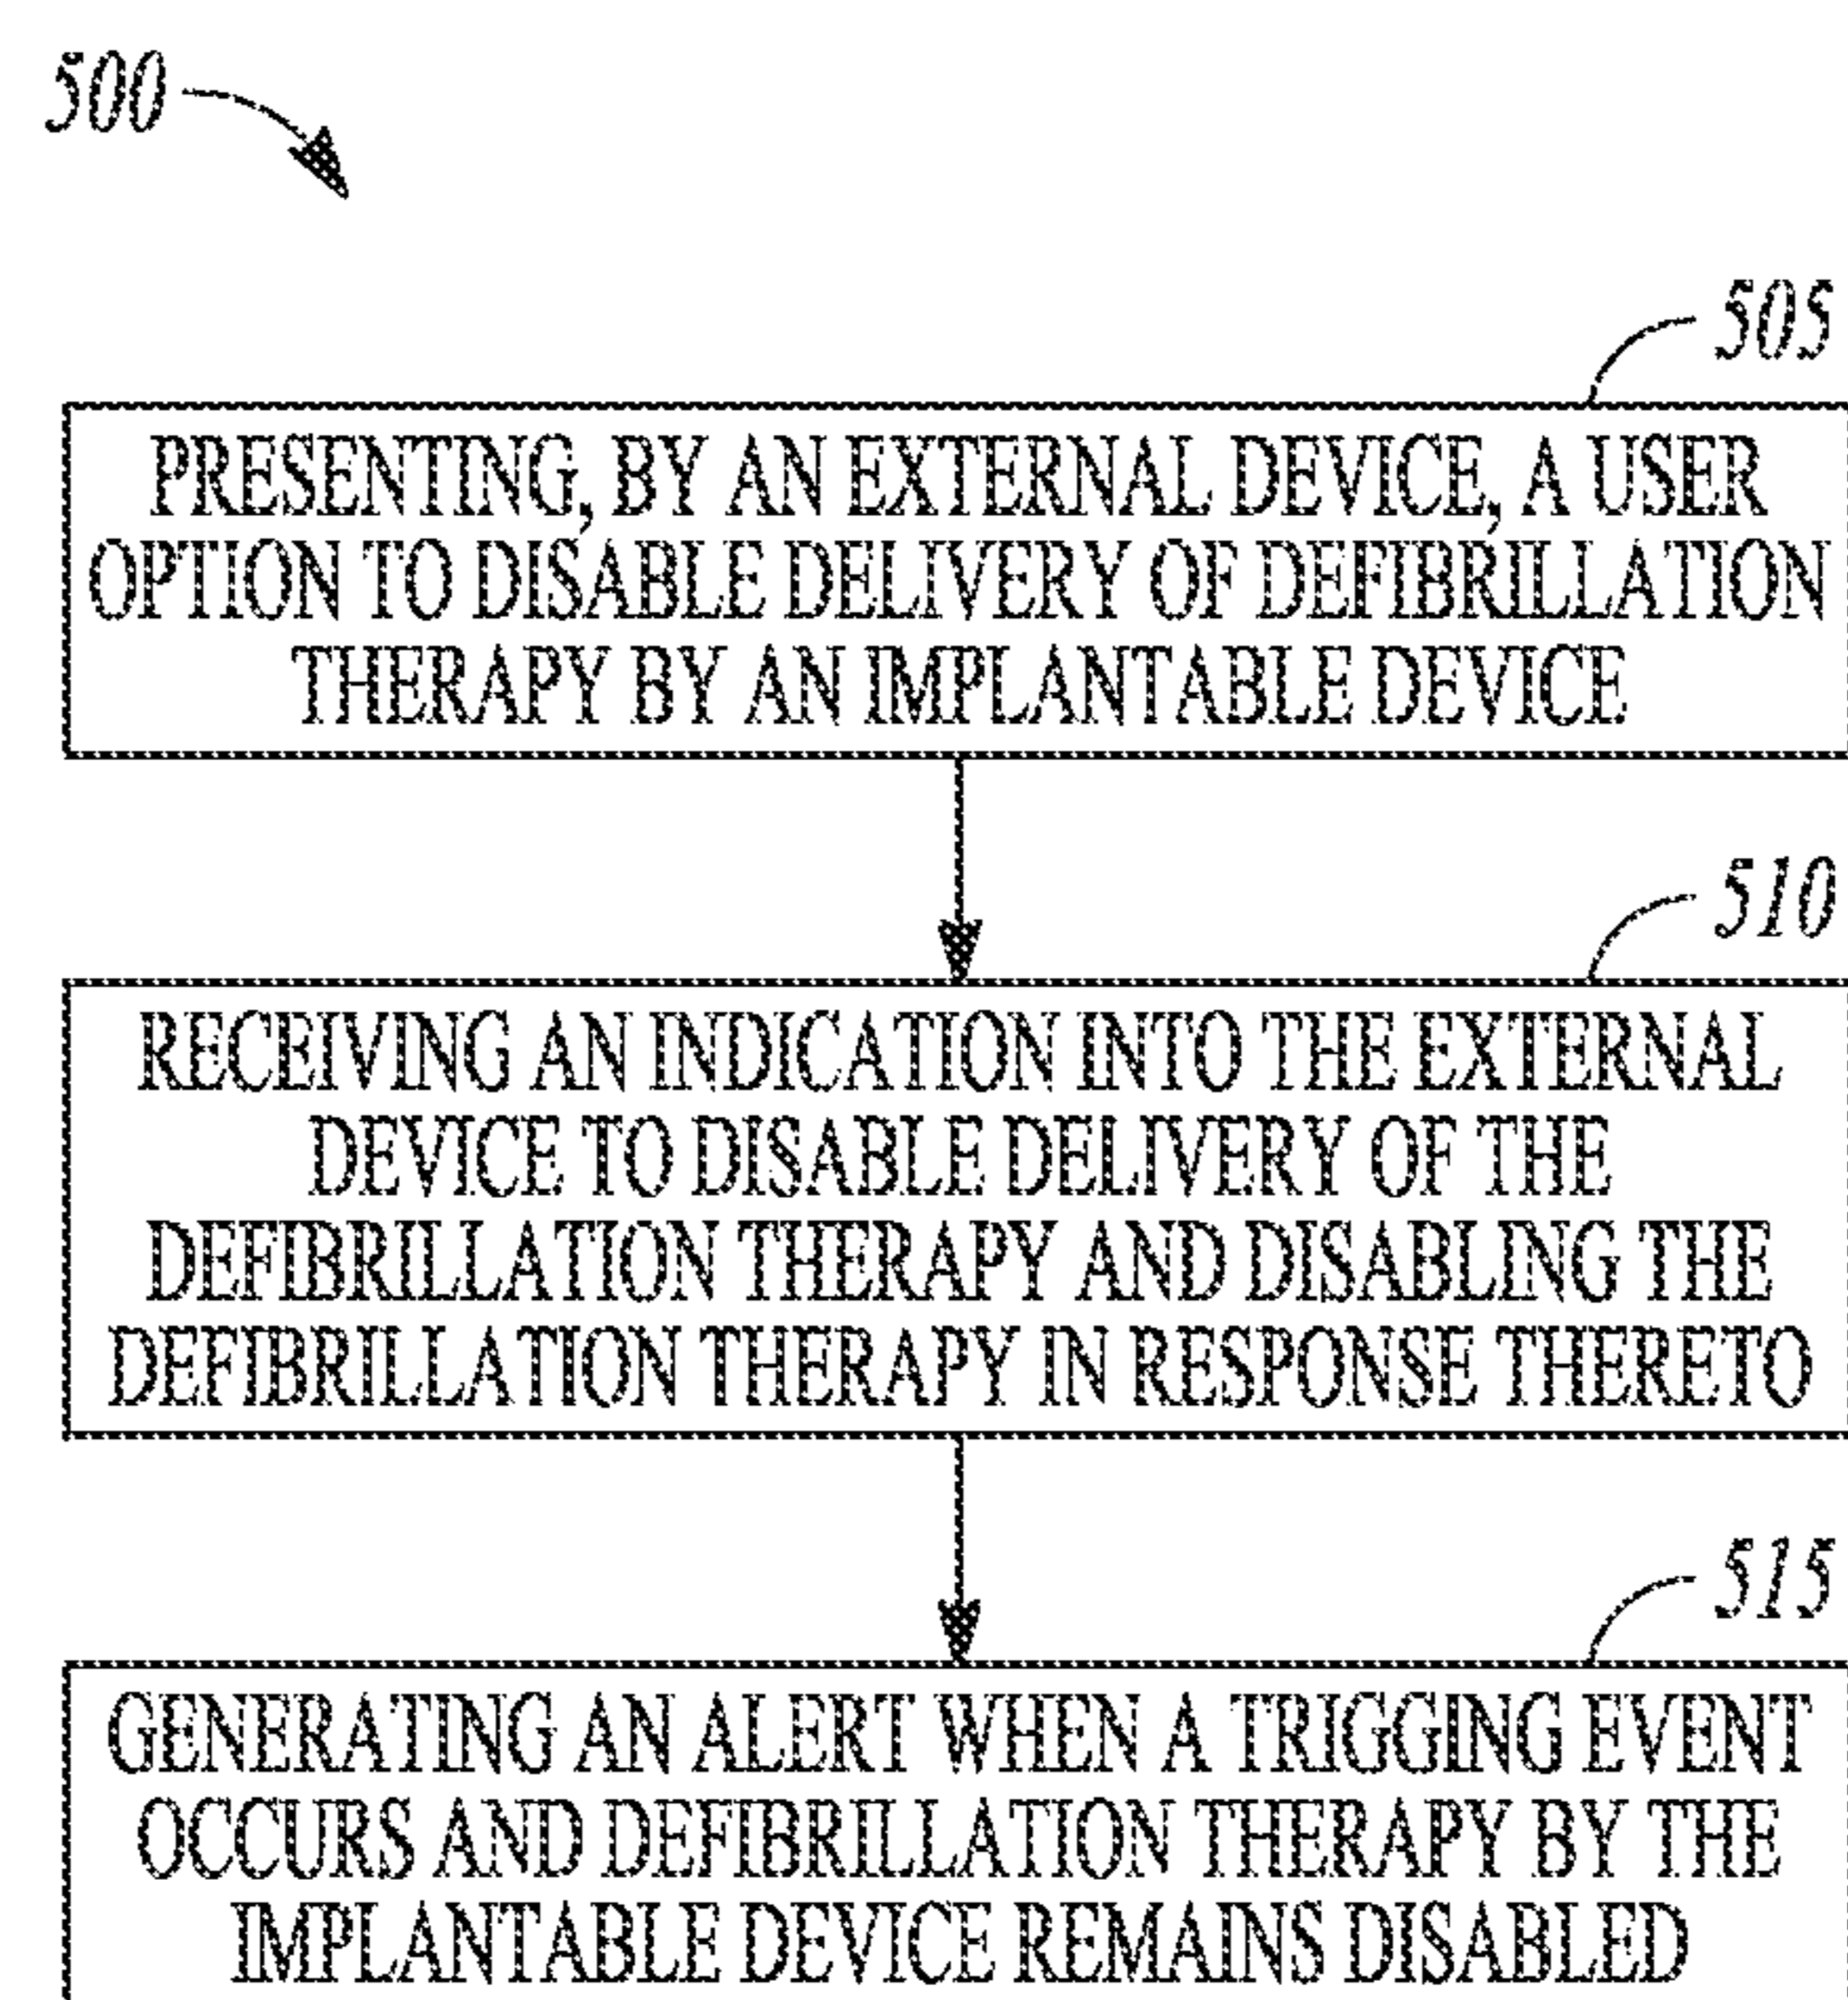 500
505
PRESENTING, BY AN EXTERNAL DEVICE, A USER
OPTION TO DISABLE DELIVERY OF DEFIBRILLATION
THERAPY BY AN IMPLANTABLE DEVICE
510
RECEIVING AN INDICATION INTO THE EXTERNAL
DEVICE TO DISABLE DELIVERY OF THE
DEFIBRILLATION THERAPY AND DISABLING THE
DEFIBRILLATION THERAPY IN RESPONSE THERETO
515
GENERATING AN ALERT WHEN A TRIGGING EVENT
OCCURS AND DEFIBRILLATION THERAPY BY THE
IMPLANTABLE DEVICE REMAINS DISABLED